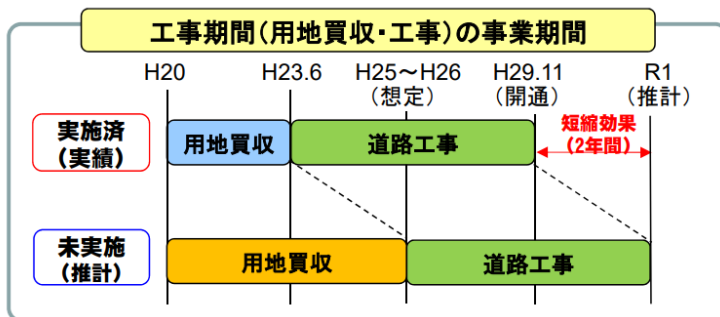 工事期間(用地買収・工事)の事業期間
H20 H23.6 H25～H26 H29.11 R1
(想定) (開通) (推計)
実施済
(実績)
用地買収 道路工事
短縮効果
(2年間)
未実施
(推計)
用地買収 道路工事